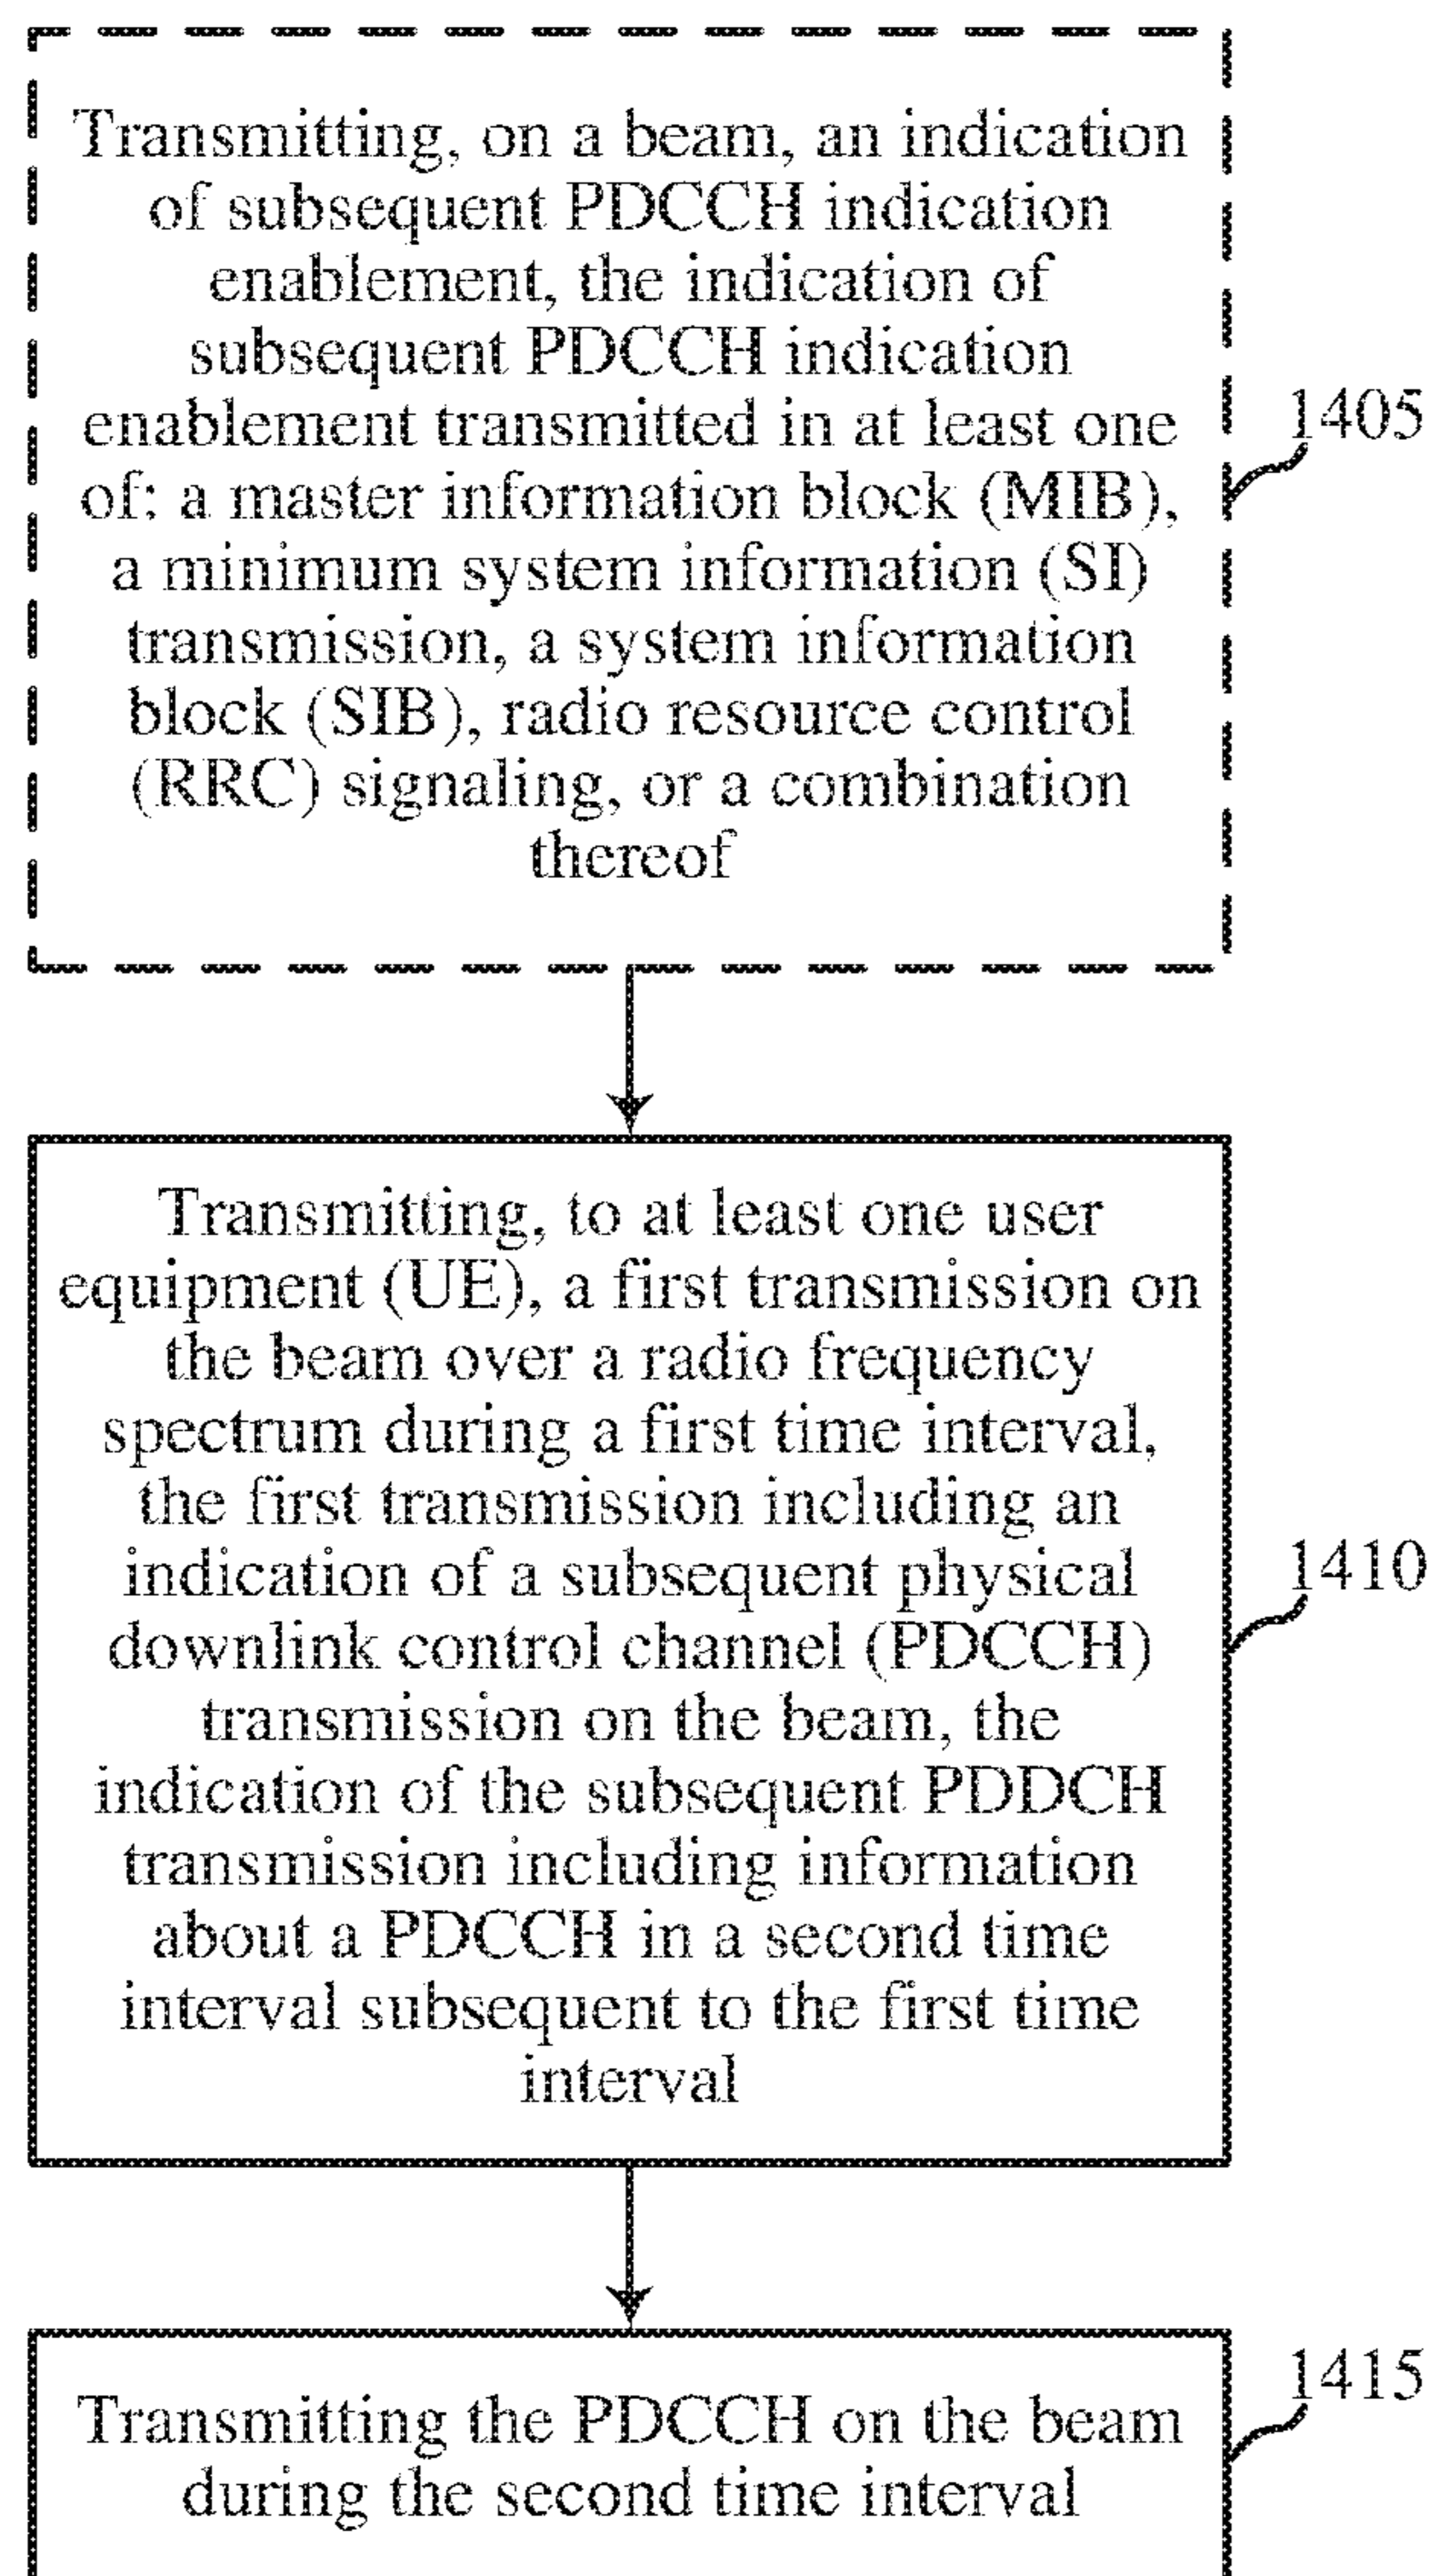 Transmitting, on a beam, an indication
of subsequent PDCCH indication
enablement, the indication of
subsequent PDCCH indication
enablement transmitted in at least one
of: a master information block (MIB),
a minimum system information (SI)
transmission, a system information
block (SIB), radio resource control
(RRC) signaling, or a combination
thereof
1405
Transmitting, to at least one user
equipment (UE), a first transmission on
the beam over a radio frequency
spectrum during a first time interval,
the first transmission including an
indication of a subsequent physical
downlink control channel (PDCCH)
transmission on the beam, the
indication of the subsequent PDDCH
transmission including information
about a PDCCH in a second time
interval subsequent to the first time
interval
1410
Transmitting the PDCCH on the beam
during the second time interval
1415